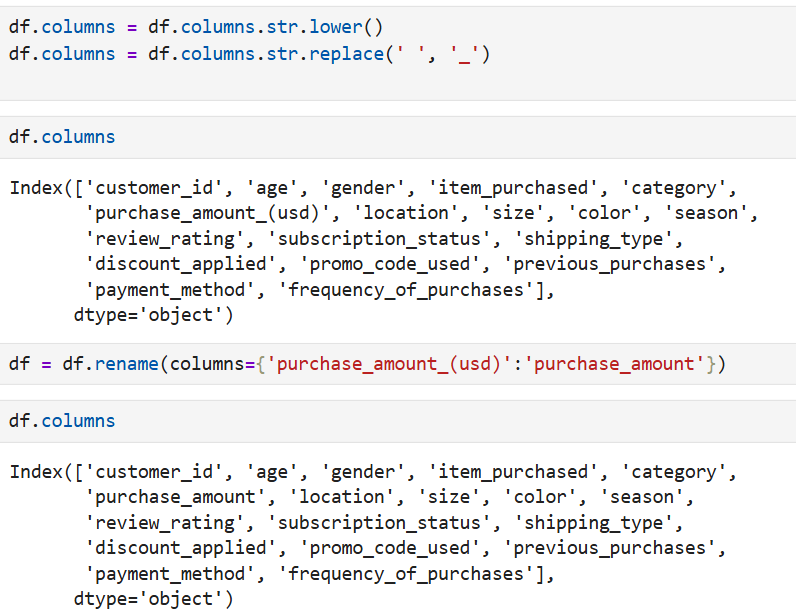 df.columns = df.columns.str.lower()
df.columns = df.columns.str.replace(' ', '_')
df.columns
Index(['customer_id', 'age', 'gender', 'item_purchased', 'category',
       'purchase_amount_(usd)', 'location', 'size', 'color', 'season',
       'review_rating', 'subscription_status', 'shipping_type',
       'discount_applied', 'promo_code_used', 'previous_purchases',
       'payment_method', 'frequency_of_purchases'],
      dtype='object')
df = df.rename(columns={'purchase_amount_(usd)':'purchase_amount'})
df.columns
Index(['customer_id', 'age', 'gender', 'item_purchased', 'category',
       'purchase_amount', 'location', 'size', 'color', 'season',
       'review_rating', 'subscription_status', 'shipping_type',
       'discount_applied', 'promo_code_used', 'previous_purchases',
       'payment_method', 'frequency_of_purchases'],
      dtype='object')